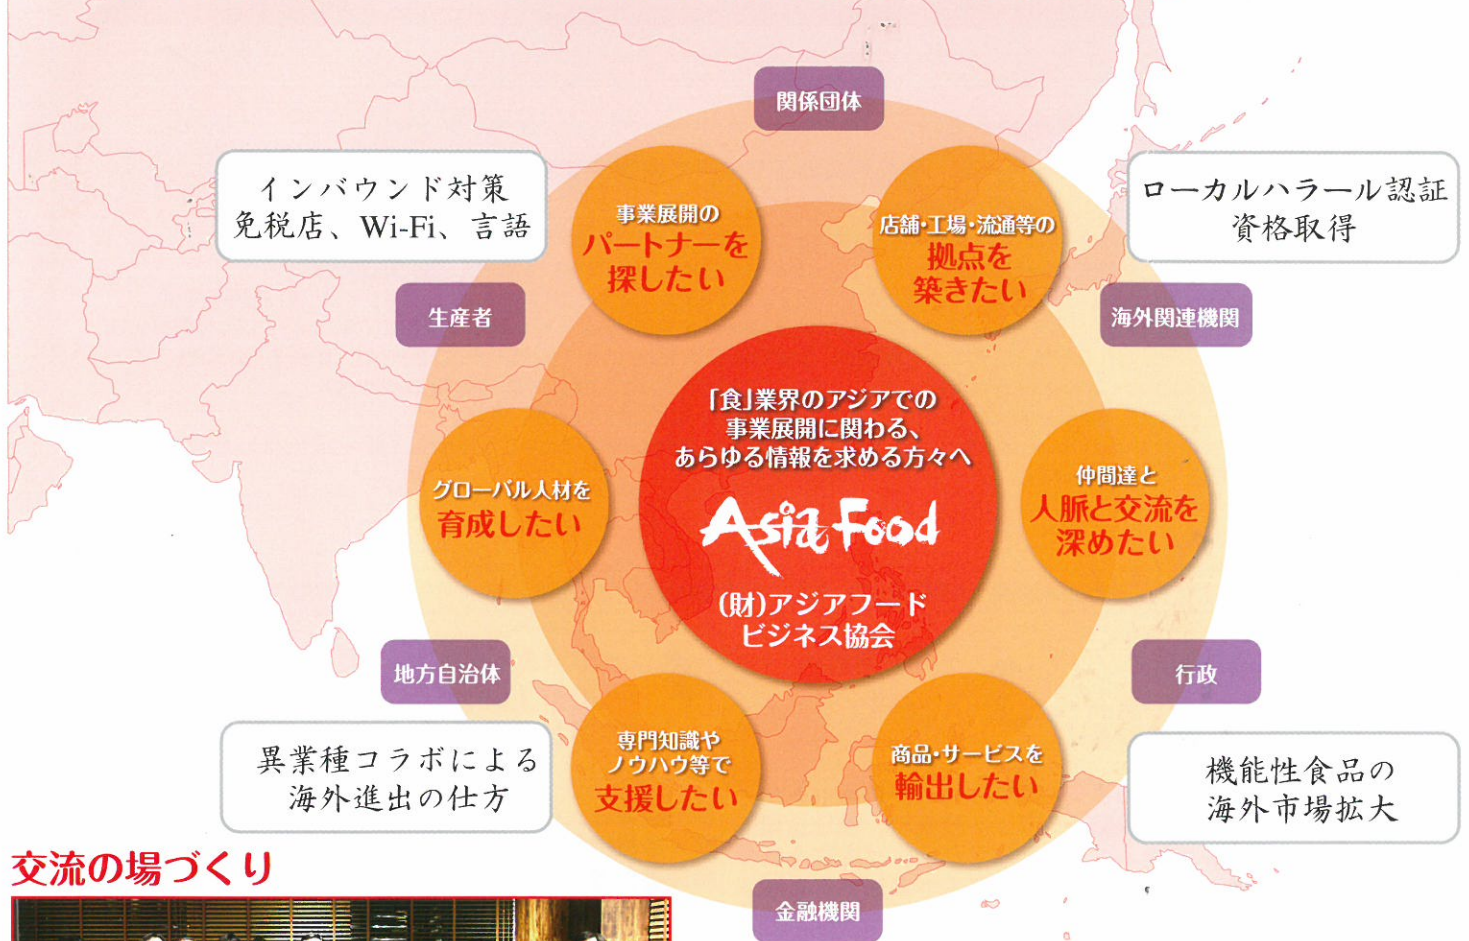 関係団体
インバウンド対策
免税店、Wi-Fi、言語
事業展開の
パートナーを
探したい
店舗・工場・流通等の
拠点を
築きたい
ローカルハラール認証
資格取得
生産者
海外関連機関
「食」業界のアジアでの
事業展開に関わる、
あらゆる情報を求める方々へ
Asia Food
(財)アジアフード
ビジネス協会
グローバル人材を
育成したい
仲間達と
人脈と交流を
深めたい
地方自治体
行政
異業種コラボによる
海外進出の仕方
専門知識や
ノウハウ等で
支援したい
商品・サービスを
輸出したい
機能性食品の
海外市場拡大
交流の場づくり
金融機関